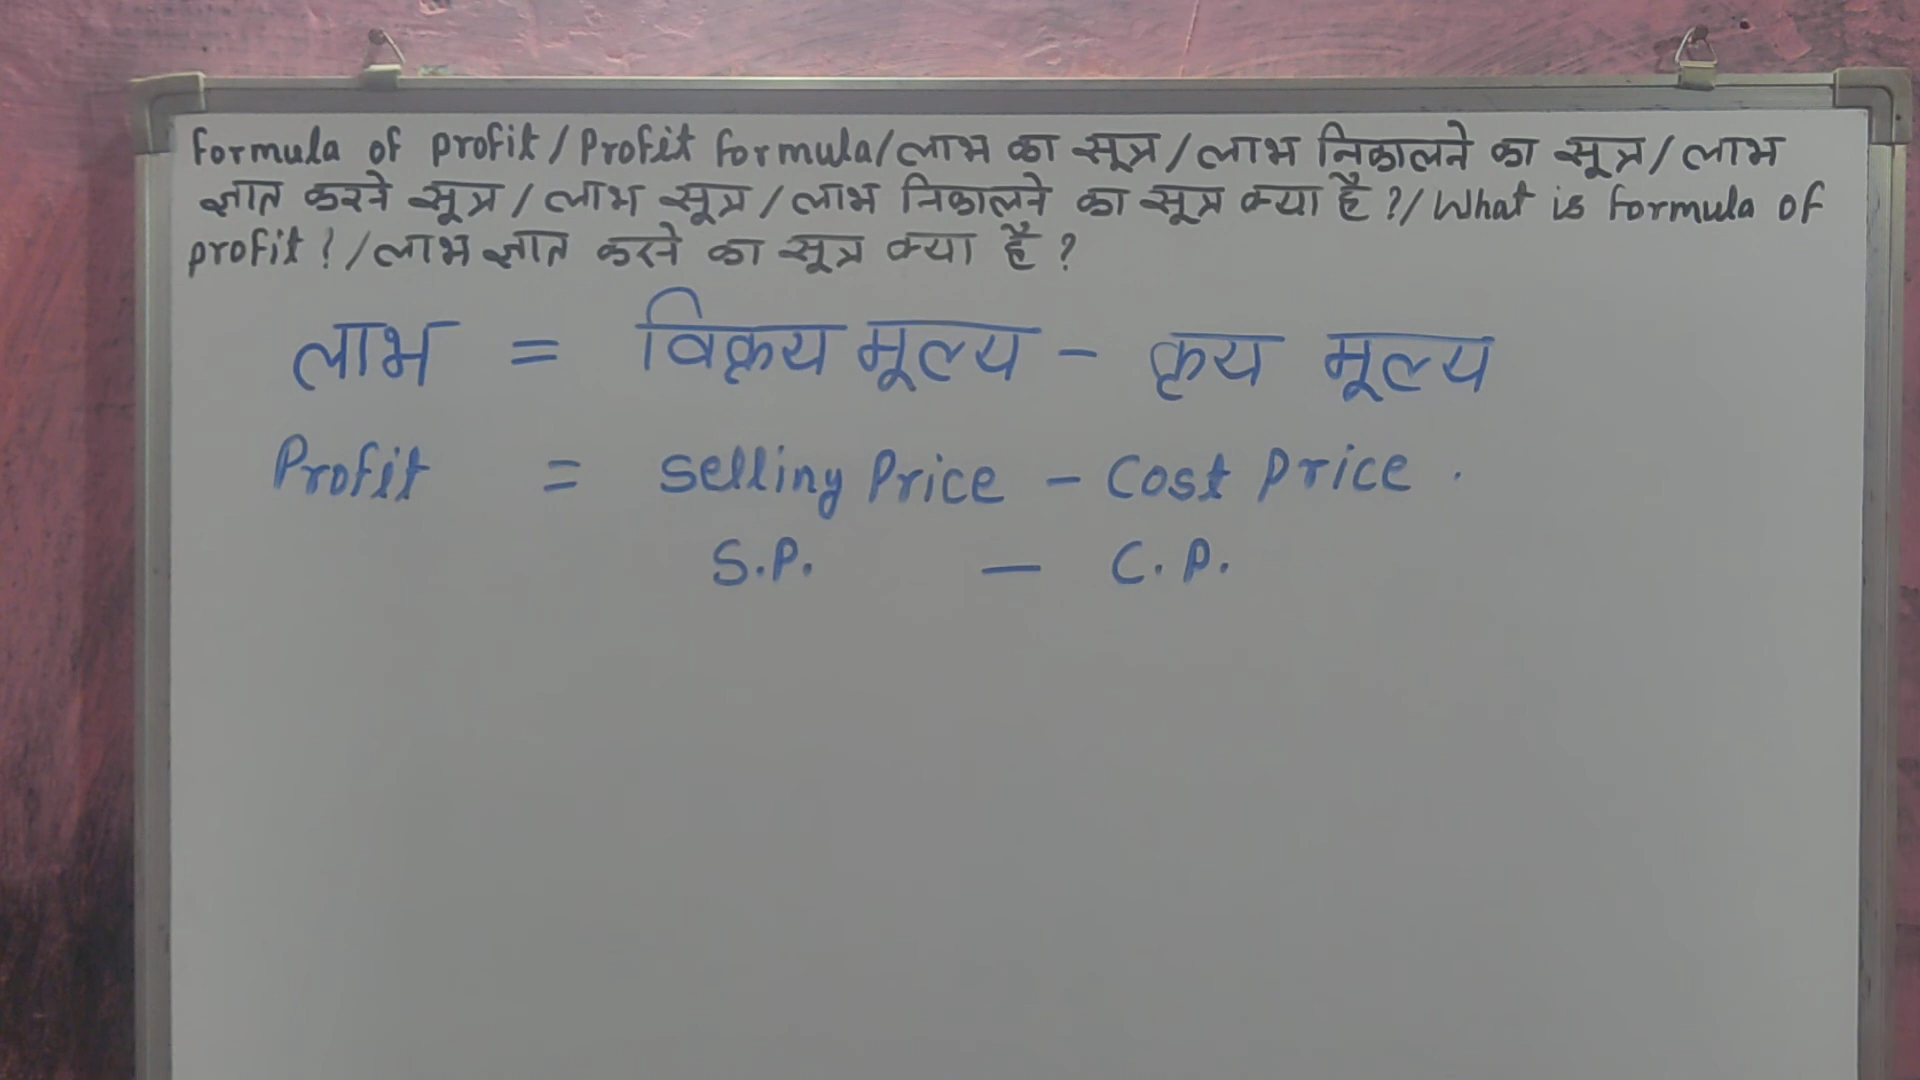 Formula of profit/Profit formula/लाभ का सूत्र/लाभ निकालने का सूत्र/लाभ
ज्ञात करने सूत्र/लाभ सूत्र/लाभ निकालने का सूत्र क्या है?/What is formula of
profit?/लाभ ज्ञात करने का सूत्र क्या है?
लाभ = विक्रय मूल्य - क्रय मूल्य
Profit = Selling Price - Cost Price.
S.P. - C.P.